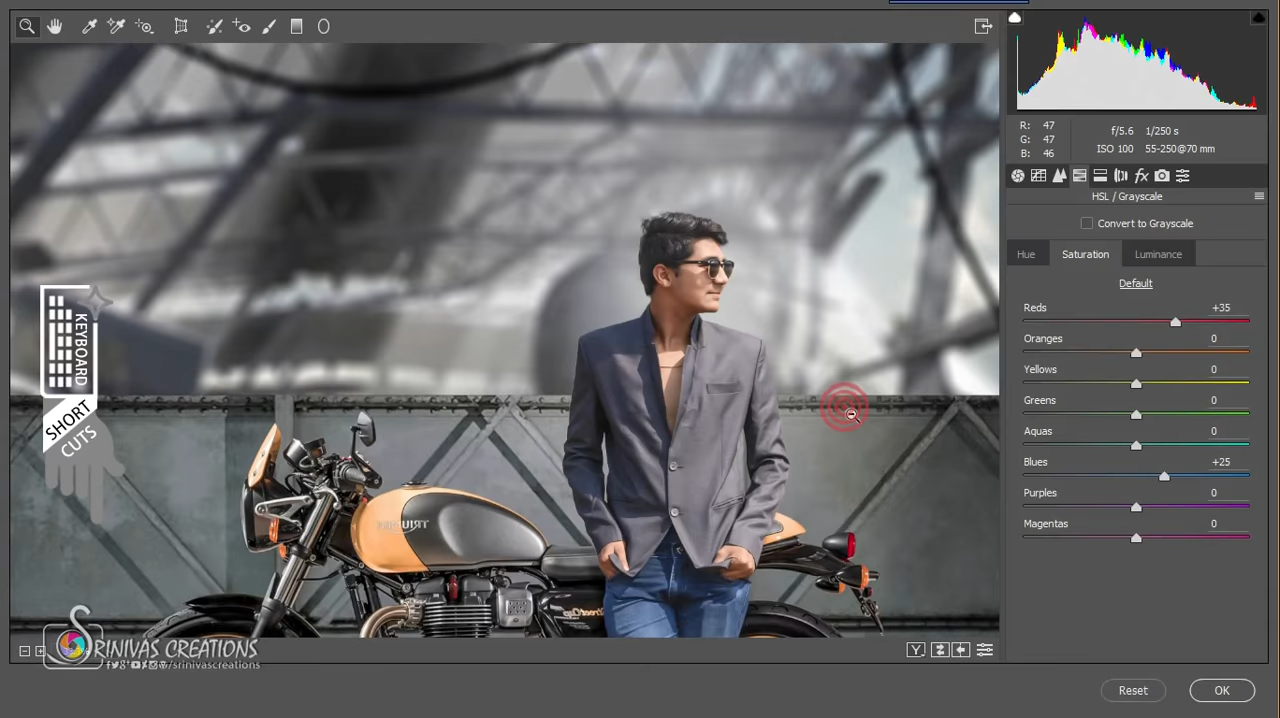 R: 47
G: 47
B: 46
f/5.6 1/250 s
ISO 100 55-250@70 mm
fx
HSL / Grayscale
Convert to Grayscale
Hue Saturation Luminance
Default
Reds +35
Oranges 0
Yellows 0
Greens 0
Aquas 0
Blues +25
Purples 0
Magentas 0
KEYBOARD
SHORT
CUTS
SRINIVAS CREATIONS
/srinivascreations
Y
Reset OK